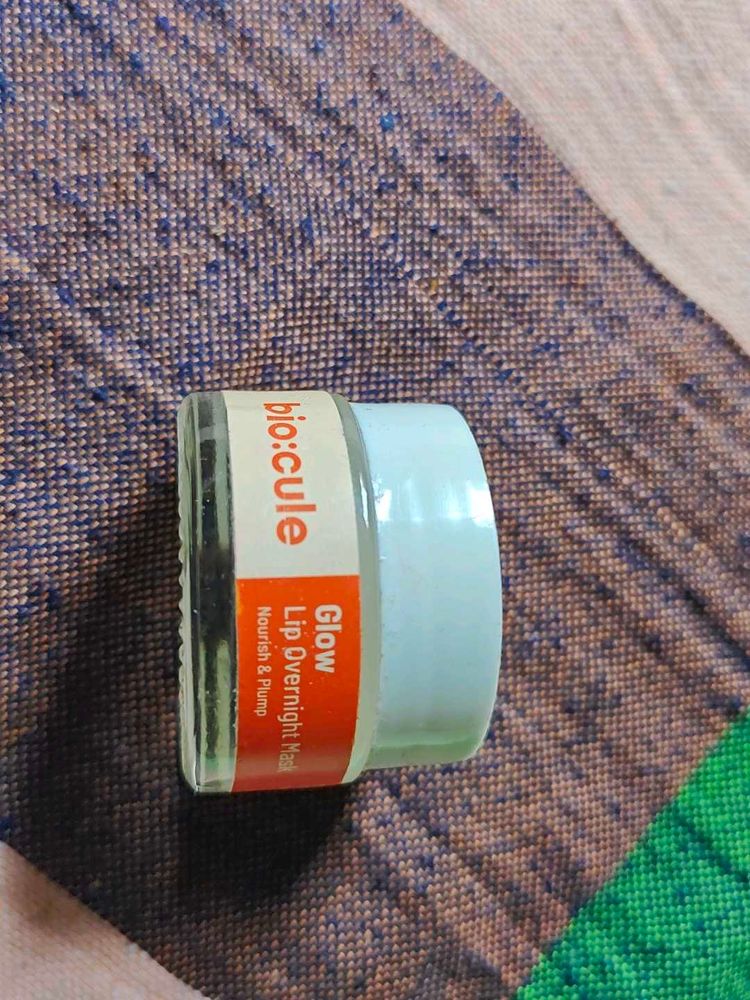 bio:cule
Glow
Lip Overnight Mask
Nourish & Plump